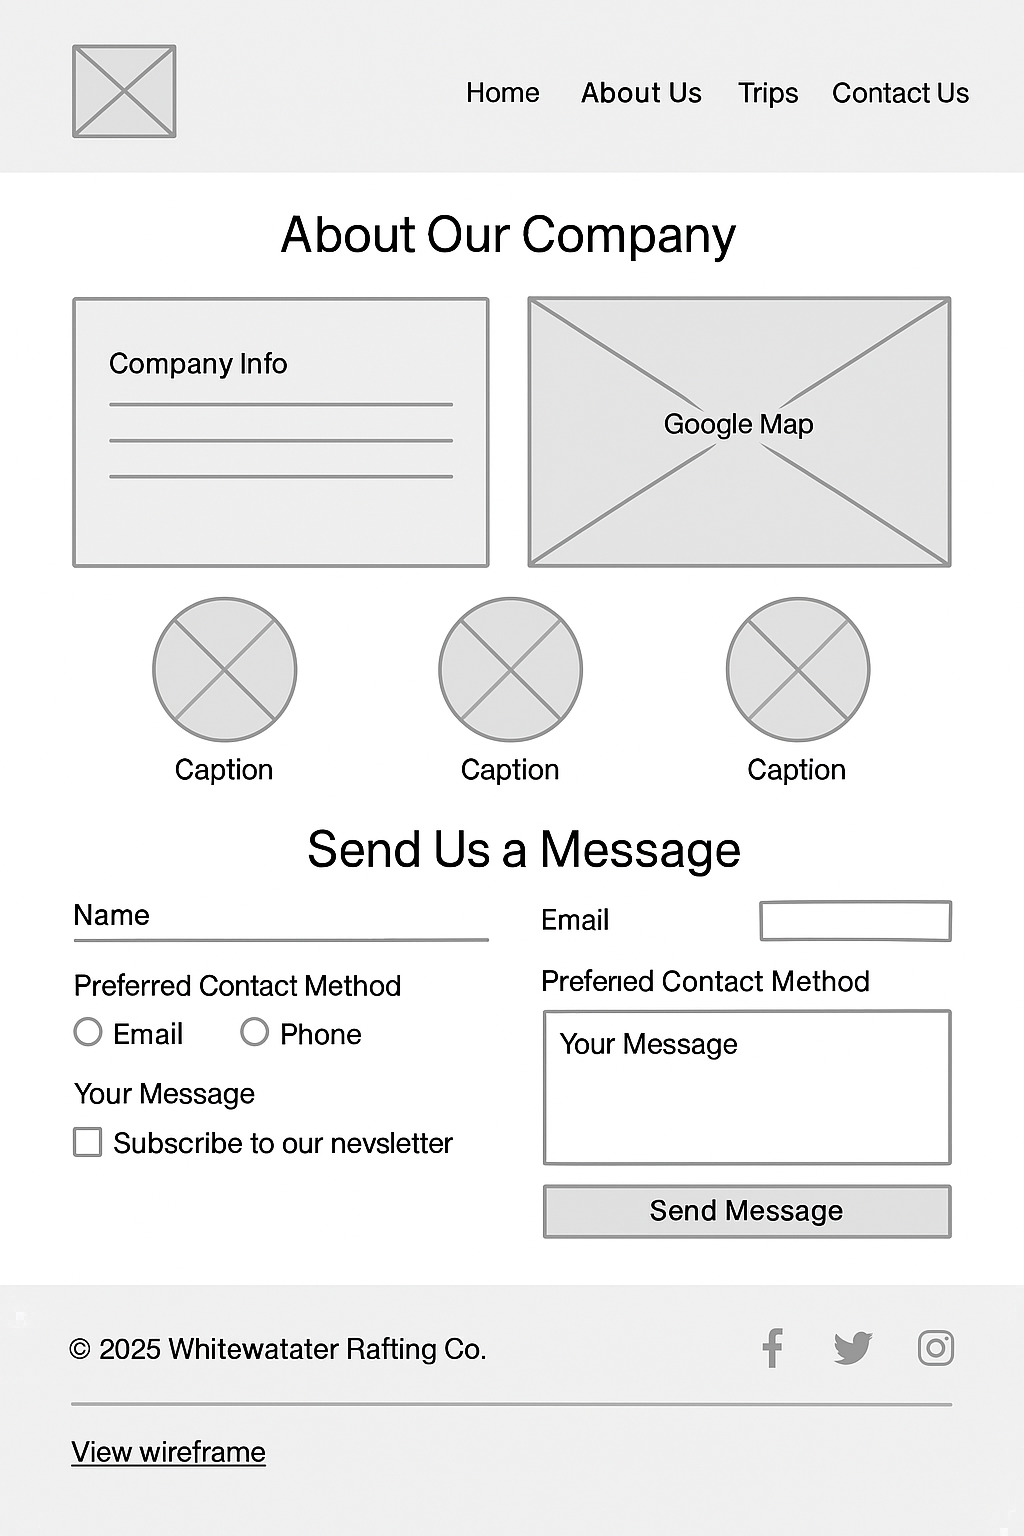 Home About Us Trips Contact Us
About Our Company
Company Info
Google Map
Caption Caption Caption
Send Us a Message
Name
Email
Preferred Contact Method
Email Phone
Your Message
Subscribe to our nevsletter
Preferıed Contact Method
Your Message
Send Message
© 2025 Whitewatater Rafting Co.
View wireframe